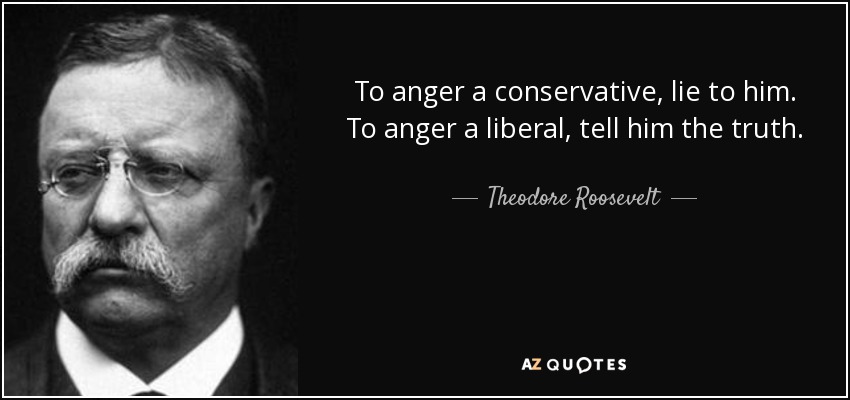 To anger a conservative, lie to him.
To anger a liberal, tell him the truth.
— Theodore Roosevelt —
AZ QUOTES